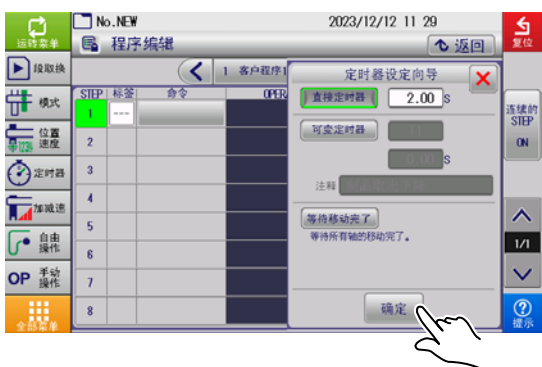 No.NEW 2023/12/12 11 29
运转菜单
程序编辑
返回
复位
段取换
1 客户程序1
定时器设定向导
STEP 标签 命令 OPER
直接定时器 2.00 s
模式
1 ---
连续的
STEP
ON
位置
速度
2
可变定时器 11
0.00 s
定时器
3
注释
加减速
4
等待移动完了
等待所有轴的移动完了。
自由
操作
5
1/1
6
OP 手动
操作
7
确定
全部菜单
8
提示